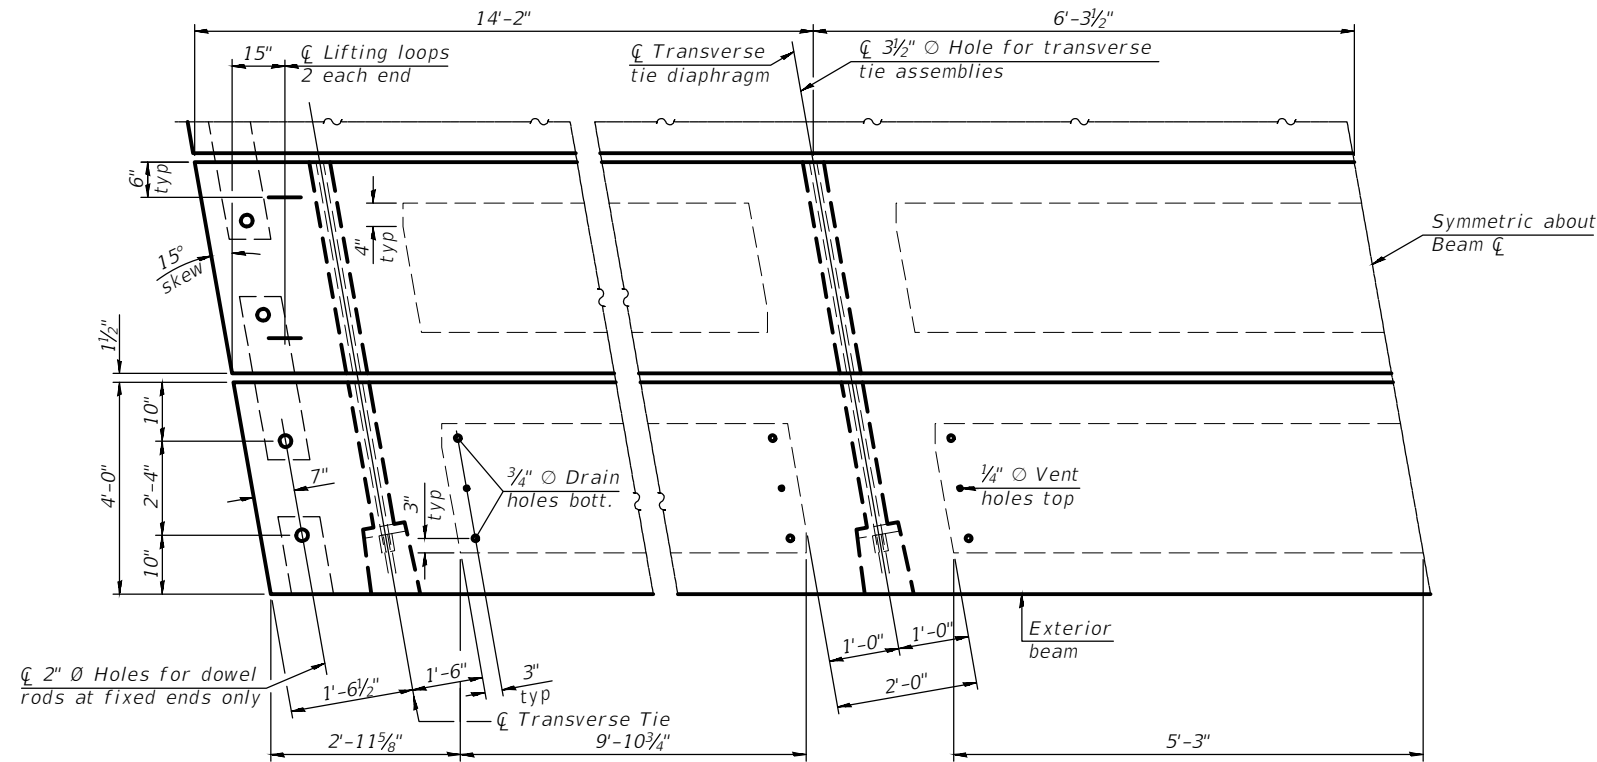 14'-2"
6'-3½"
15"
℄ Lifting loops
2 each end
℄ Transverse
tie diaphragm
℄ 3½" ∅ Hole for transverse
tie assemblies
6"
typ
4"
typ
15°
skew
Symmetric about
Beam ℄
1½"
10"
4'-0"
2'-4"
10"
7"
¾" ∅ Drain
holes bott.
3"
typ
¼" ∅ Vent
holes top
℄ 2" Ø Holes for dowel
rods at fixed ends only
1'-6½"
1'-6"
3"
typ
℄ Transverse Tie
1'-0"
1'-0"
2'-0"
Exterior
beam
2'-11⅝"
9'-10¾"
5'-3"